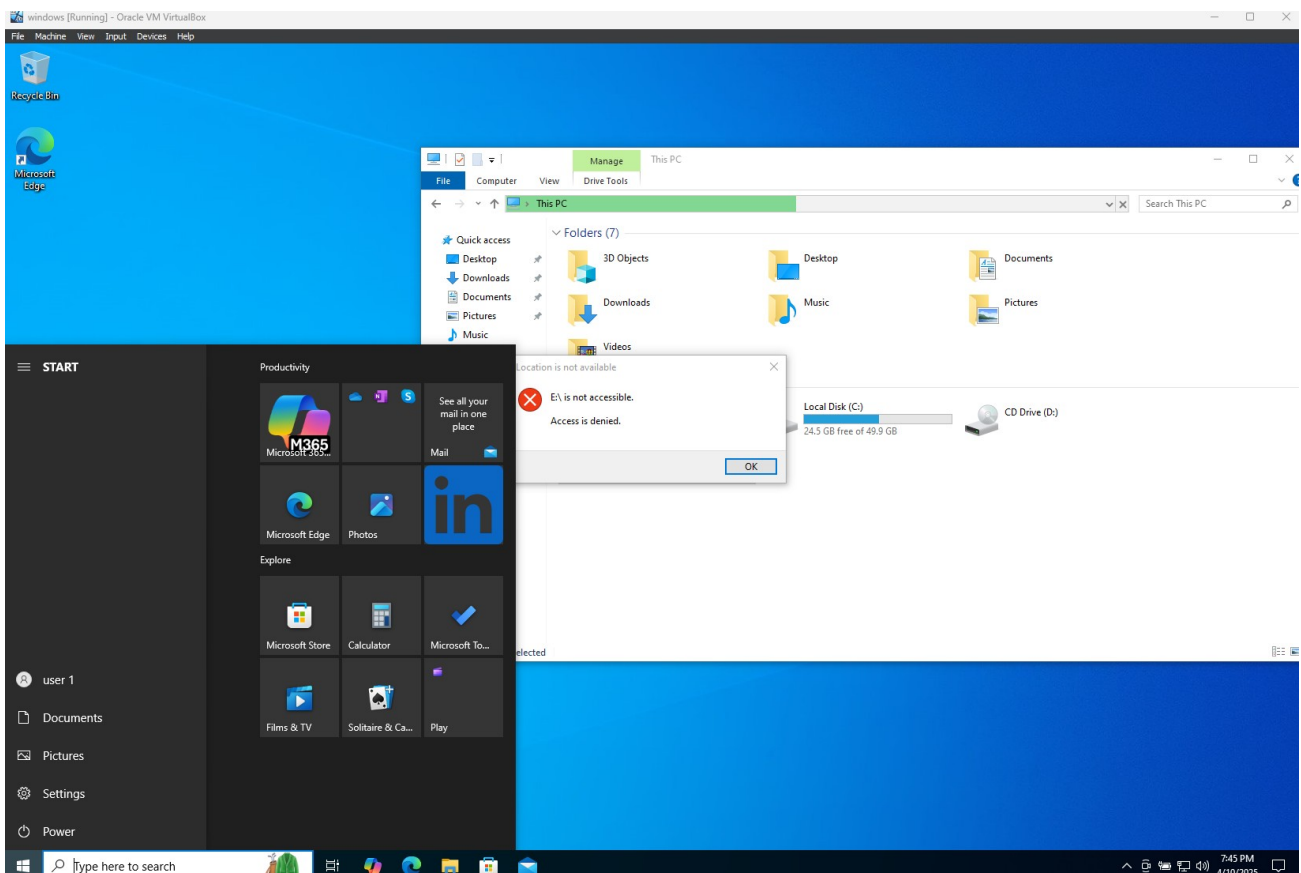 windows [Running] - Oracle VM VirtualBox
File Machine View Input Devices Help
Recycle Bin
Microsoft
Edge
Manage This PC
File Computer View Drive Tools
This PC
Search This PC
Quick access
Desktop
Downloads
Documents
Pictures
Music
Folders (7)
3D Objects
Desktop
Documents
Downloads
Music
Pictures
Videos
Location is not available
E:\ is not accessible.
Access is denied.
OK
Local Disk (C:)
24.5 GB free of 49.9 GB
CD Drive (D:)
elected
START
Productivity
M365
Microsoft 365...
See all your
mail in one
place
Mail
Microsoft Edge
Photos
in
Explore
Microsoft Store
Calculator
Microsoft To...
Films & TV
Solitaire & Ca...
Play
user 1
Documents
Pictures
Settings
Power
Type here to search
7:45 PM
4/10/2025